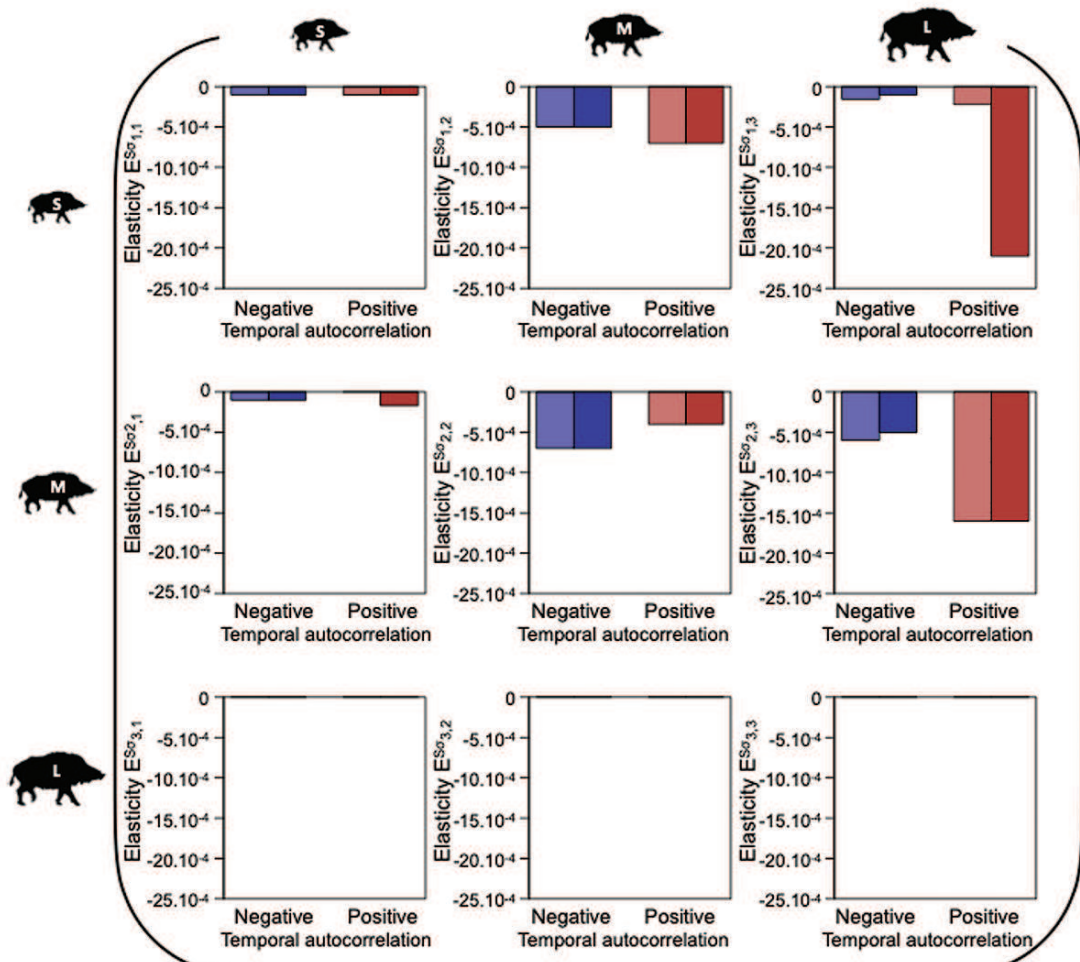 S
M
L
S
0
-5.10-4
-10.10-4
-15.10-4
-20.10-4
-25.10-4
Elasticity ESσ1,1
Negative Positive
Temporal autocorrelation
0
-5.10-4
-10.10-4
-15.10-4
-20.10-4
-25.10-4
Elasticity ESσ1,2
Negative Positive
Temporal autocorrelation
0
-5.10-4
-10.10-4
-15.10-4
-20.10-4
-25.10-4
Elasticity ESσ1,3
Negative Positive
Temporal autocorrelation
M
0
-5.10-4
-10.10-4
-15.10-4
-20.10-4
-25.10-4
Elasticity ESσ2,1
Negative Positive
Temporal autocorrelation
0
-5.10-4
-10.10-4
-15.10-4
-20.10-4
-25.10-4
Elasticity ESσ2,2
Negative Positive
Temporal autocorrelation
0
-5.10-4
-10.10-4
-15.10-4
-20.10-4
-25.10-4
Elasticity ESσ2,3
Negative Positive
Temporal autocorrelation
L
0
-5.10-4
-10.10-4
-15.10-4
-20.10-4
-25.10-4
Elasticity ESσ3,1
Negative Positive
Temporal autocorrelation
0
-5.10-4
-10.10-4
-15.10-4
-20.10-4
-25.10-4
Elasticity ESσ3,2
Negative Positive
Temporal autocorrelation
0
-5.10-4
-10.10-4
-15.10-4
-20.10-4
-25.10-4
Elasticity ESσ3,3
Negative Positive
Temporal autocorrelation